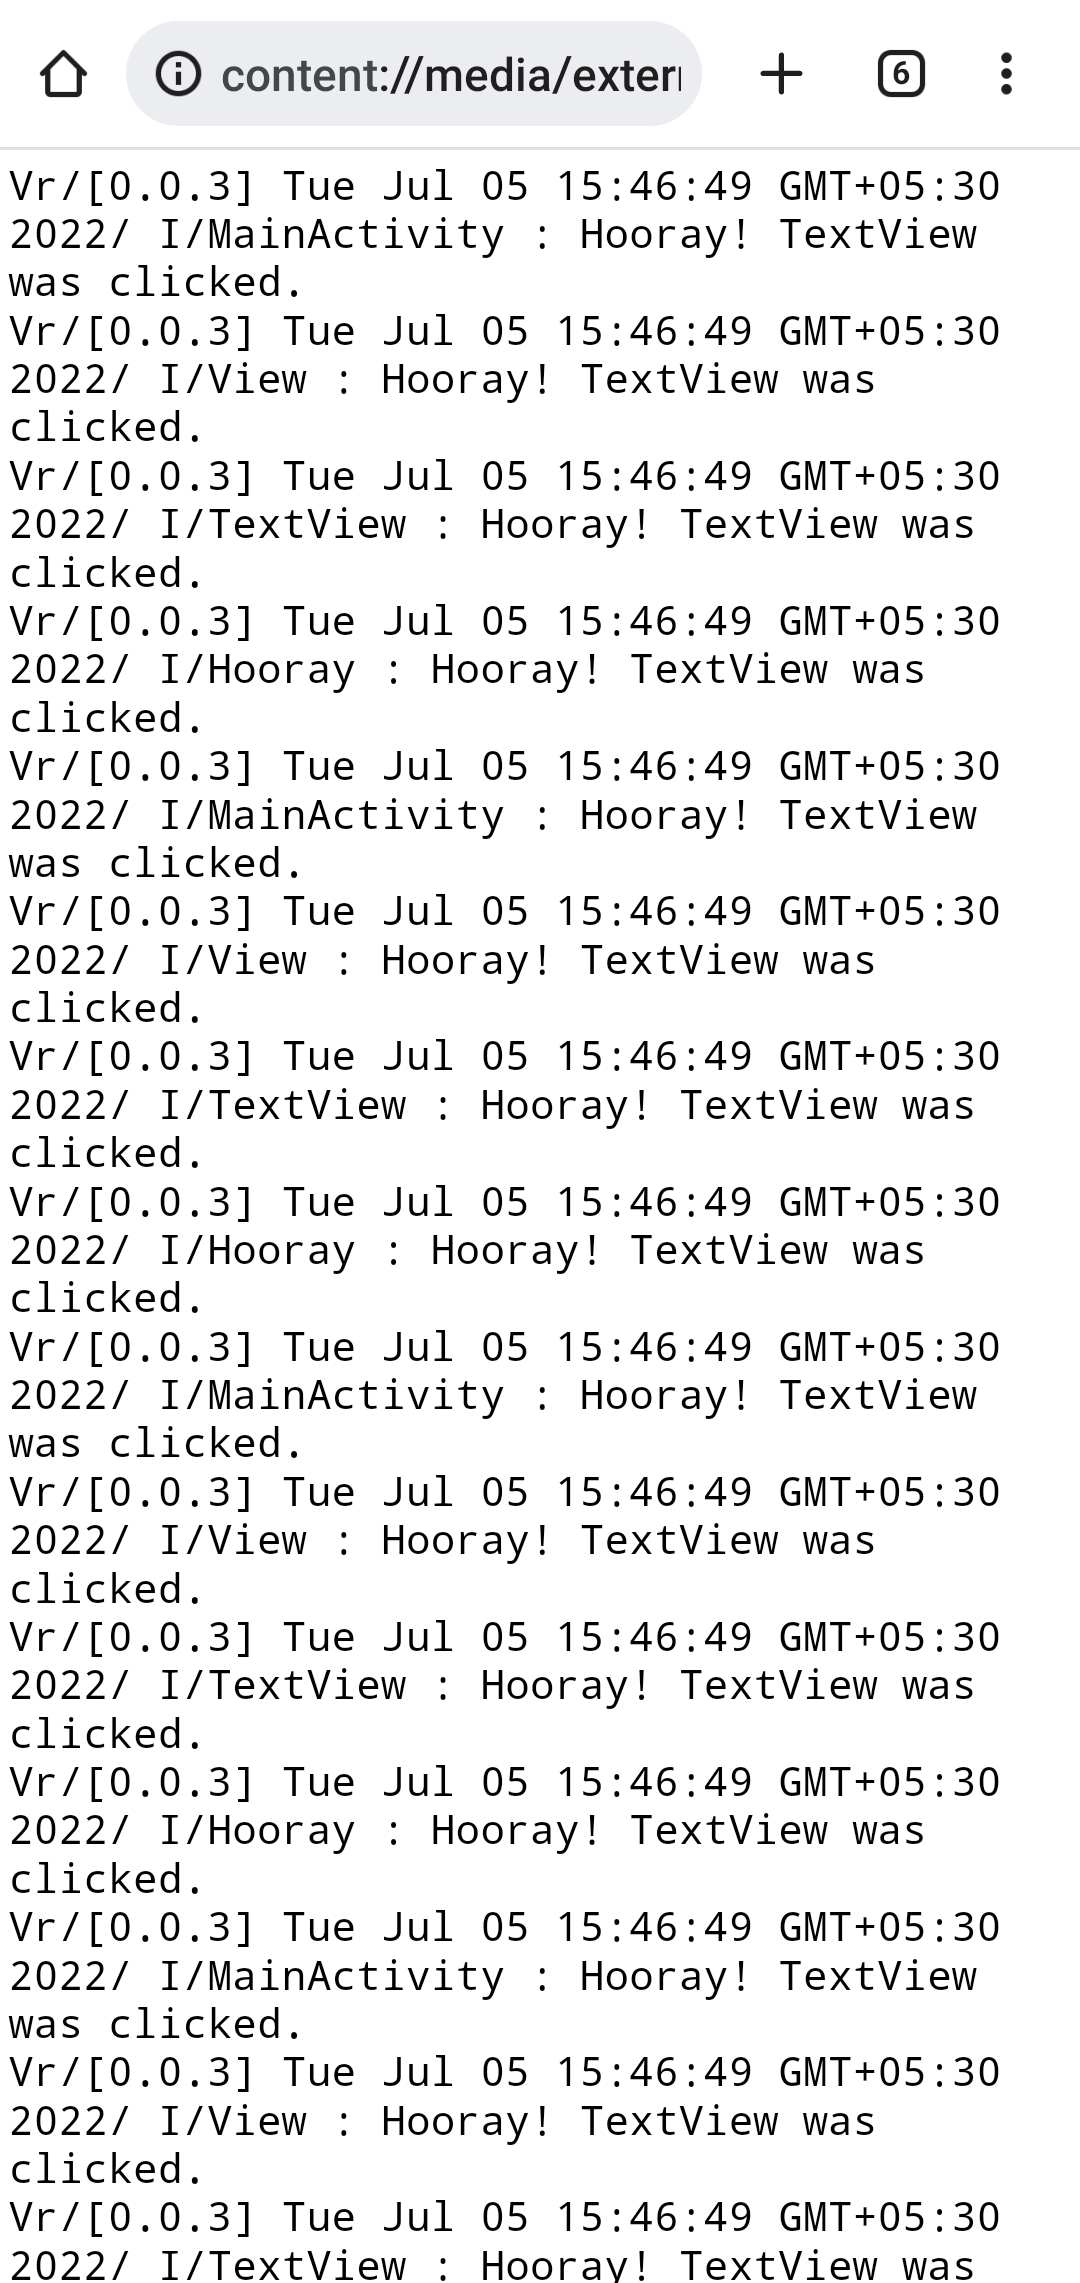 content://media/exter
6
Vr/[0.0.3] Tue Jul 05 15:46:49 GMT+05:30
2022/ I/MainActivity : Hooray! TextView
was clicked.
Vr/[0.0.3] Tue Jul 05 15:46:49 GMT+05:30
2022/ I/View : Hooray! TextView was
clicked.
Vr/[0.0.3] Tue Jul 05 15:46:49 GMT+05:30
2022/ I/TextView : Hooray! TextView was
clicked.
Vr/[0.0.3] Tue Jul 05 15:46:49 GMT+05:30
2022/ I/Hooray : Hooray! TextView was
clicked.
Vr/[0.0.3] Tue Jul 05 15:46:49 GMT+05:30
2022/ I/MainActivity : Hooray! TextView
was clicked.
Vr/[0.0.3] Tue Jul 05 15:46:49 GMT+05:30
2022/ I/View : Hooray! TextView was
clicked.
Vr/[0.0.3] Tue Jul 05 15:46:49 GMT+05:30
2022/ I/TextView : Hooray! TextView was
clicked.
Vr/[0.0.3] Tue Jul 05 15:46:49 GMT+05:30
2022/ I/Hooray : Hooray! TextView was
clicked.
Vr/[0.0.3] Tue Jul 05 15:46:49 GMT+05:30
2022/ I/MainActivity : Hooray! TextView
was clicked.
Vr/[0.0.3] Tue Jul 05 15:46:49 GMT+05:30
2022/ I/View : Hooray! TextView was
clicked.
Vr/[0.0.3] Tue Jul 05 15:46:49 GMT+05:30
2022/ I/TextView : Hooray! TextView was
clicked.
Vr/[0.0.3] Tue Jul 05 15:46:49 GMT+05:30
2022/ I/Hooray : Hooray! TextView was
clicked.
Vr/[0.0.3] Tue Jul 05 15:46:49 GMT+05:30
2022/ I/MainActivity : Hooray! TextView
was clicked.
Vr/[0.0.3] Tue Jul 05 15:46:49 GMT+05:30
2022/ I/View : Hooray! TextView was
clicked.
Vr/[0.0.3] Tue Jul 05 15:46:49 GMT+05:30
2022/ I/TextView : Hooray! TextView was